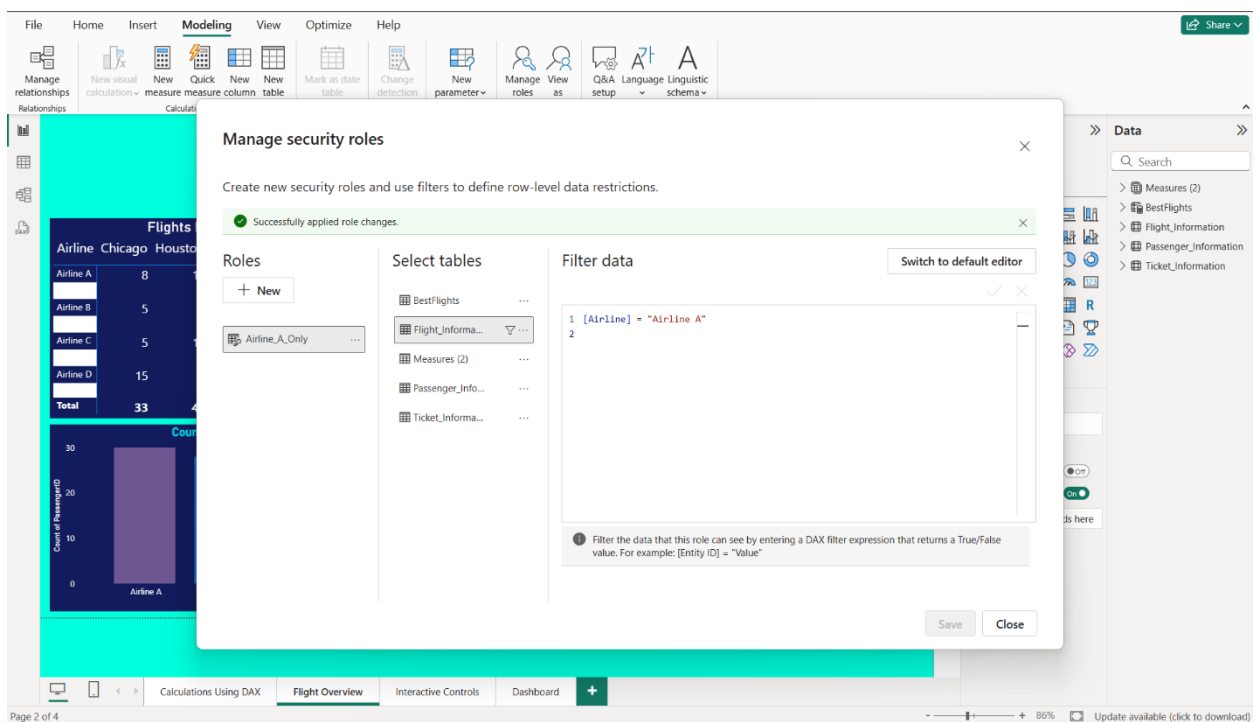 File Home Insert Modeling View Optimize Help
Share
Manage relationships
New visual calculation
New measure
Quick measure
New column
New table
Mark as date table
Change detection
New parameter
Manage roles
View as
Q&A setup
Language
Linguistic schema
Relationships
Calculati
Manage security roles
Create new security roles and use filters to define row-level data restrictions.
Successfully applied role changes.
Roles
New
Airline_A_Only
Select tables
BestFlights
Flight_Informa...
Measures (2)
Passenger_Info...
Ticket_Informa...
Filter data
Switch to default editor
1 [Airline] = "Airline A"
2
Filter the data that this role can see by entering a DAX filter expression that returns a True/False
value. For example: [Entity ID] = "Value"
Save
Close
Flights
Airline Chicago Housto
Airline A 8 1
Airline B 5
Airline C 5 1
Airline D 15
Total 33 4
Coun
Count of PassengerID
30
20
10
0
Airline A
Off
On
ds here
R
123
Data
Search
Measures (2)
BestFlights
Flight_Information
Passenger_Information
Ticket_Information
Calculations Using DAX
Flight Overview
Interactive Controls
Dashboard
+
Page 2 of 4
- + 86%
Update available (click to download)